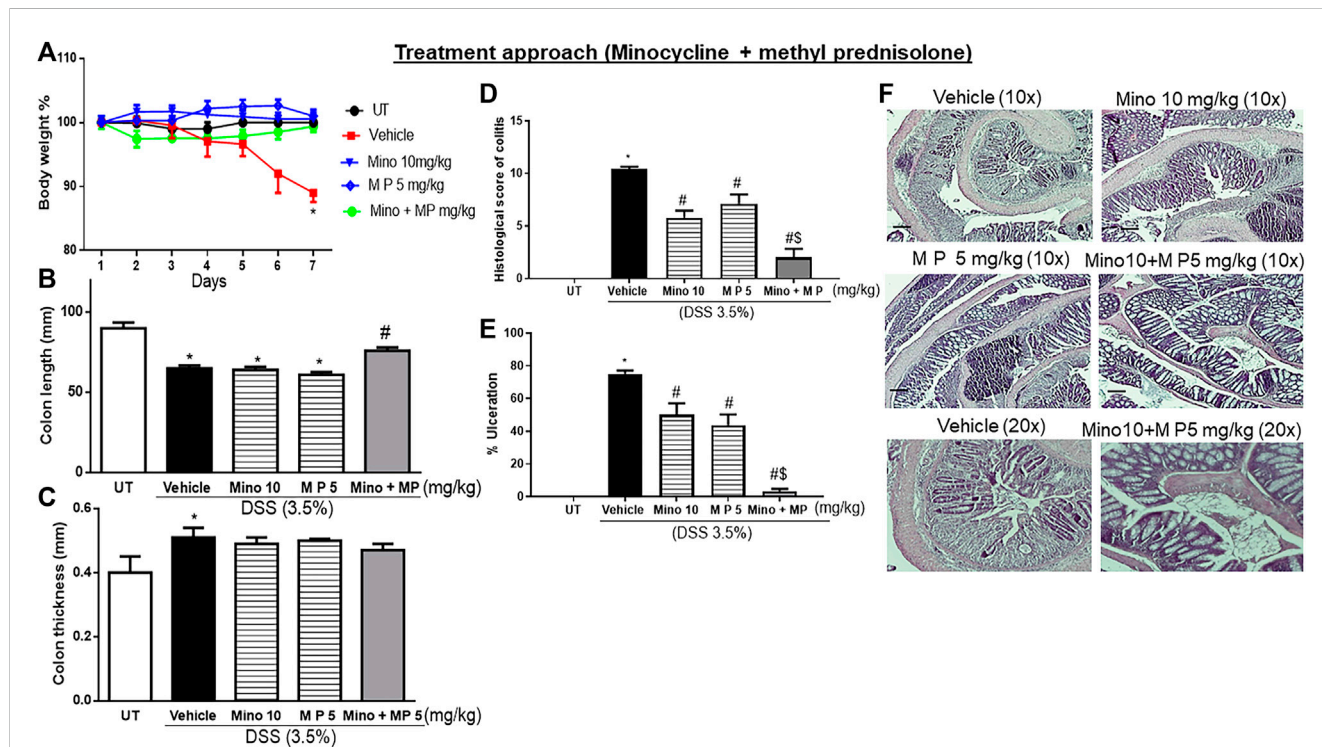 Treatment approach (Minocycline + methyl prednisolone)
A
110
100
90
80
Body weight %
1 2 3 4 5 6 7
Days
*
UT
Vehicle
Mino 10mg/kg
M P 5 mg/kg
Mino + MP mg/kg
B
100
50
0
Colon length (mm)
* * * #
UT Vehicle Mino 10 M P 5 Mino + MP (mg/kg)
DSS (3.5%)
C
0.6
0.4
0.2
0.0
Colon thickness (mm)
*
UT Vehicle Mino 10 M P 5 Mino + MP 5 (mg/kg)
DSS (3.5%)
D
15
10
5
0
Histological score of colitis
* # # #$
UT Vehicle Mino 10 M P 5 Mino + M P (mg/kg)
(DSS 3.5%)
E
100
80
60
40
20
0
% Ulceration
* # # #$
UT Vehicle Mino 10 M P 5 Mino + MP (mg/kg)
(DSS 3.5%)
F
Vehicle (10x)
Mino 10 mg/kg (10x)
M P 5 mg/kg (10x)
Mino10+M P5 mg/kg (10x)
Vehicle (20x)
Mino10+M P5 mg/kg (20x)